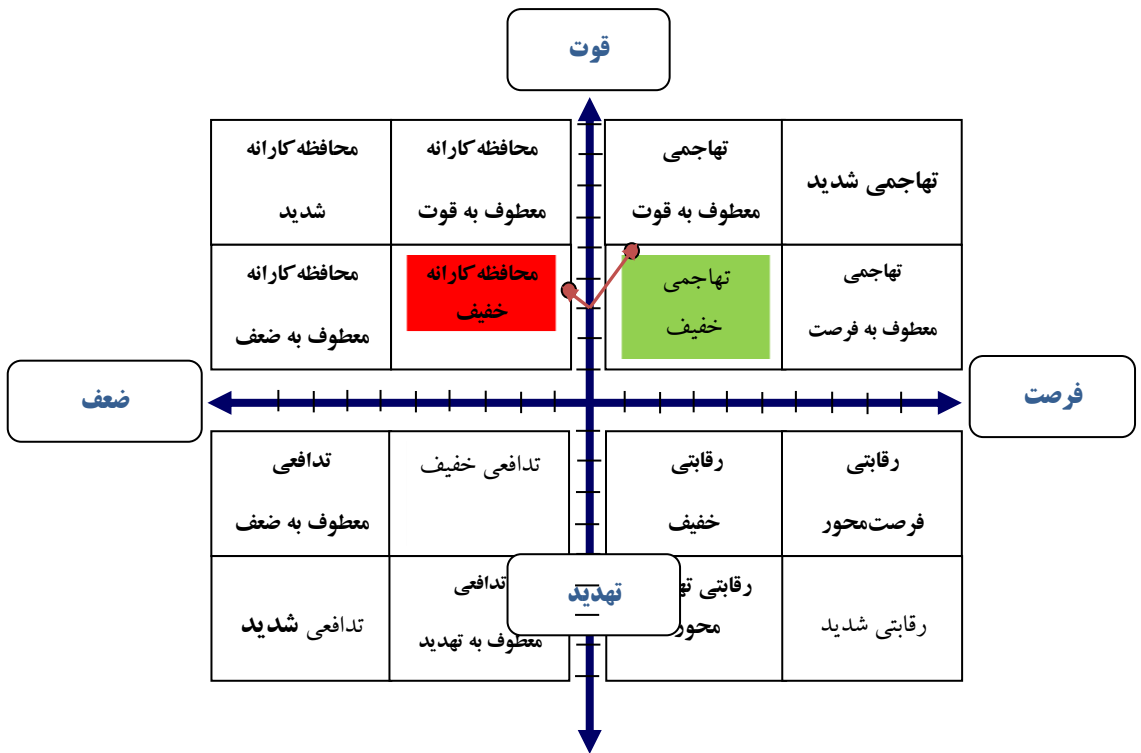 قوت
تهاجمی شدید
تهاجمی
معطوف به قوت
محافظه‌کارانه
معطوف به قوت
محافظه‌کارانه
شدید
تهاجمی
معطوف به فرصت
تهاجمی
خفیف
محافظه‌کارانه
خفیف
محافظه‌کارانه
معطوف به ضعف
فرصت
ضعف
رقابتی
فرصت‌محور
رقابتی
خفیف
تدافعی خفیف
تدافعی
معطوف به ضعف
رقابتی شدید
رقابتی
محور
تهدید
تدافعی
معطوف به تهدید
تدافعی شدید